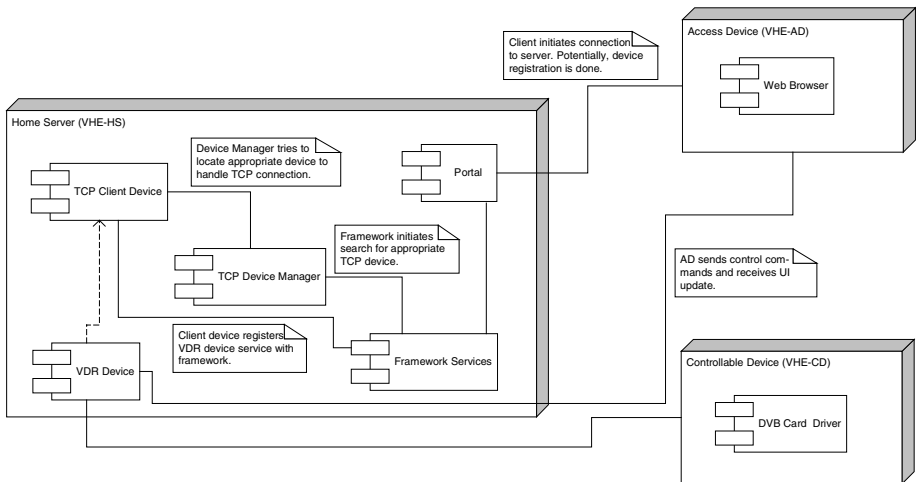 Client initiates connection
to server. Potentially, device
registration is done.
Access Device (VHE-AD)
Web Browser
Home Server (VHE-HS)
Device Manager tries to
locate appropriate device to
handle TCP connection.
Portal
TCP Client Device
Framework initiates
search for appropriate
TCP device.
TCP Device Manager
AD sends control com-
mands and receives UI
update.
Client device registers
VDR device service with
framework.
Framework Services
VDR Device
Controllable Device (VHE-CD)
DVB Card Driver